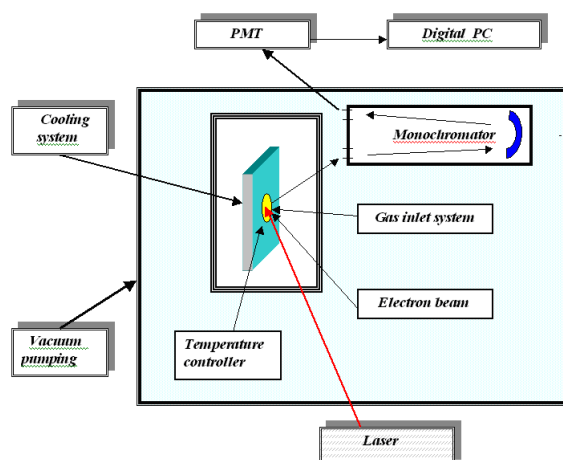 PMT
Digital PC
Cooling
system
Monochromator
Gas inlet system
Electron beam
Vacuum
pumping
Temperature
controller
Laser